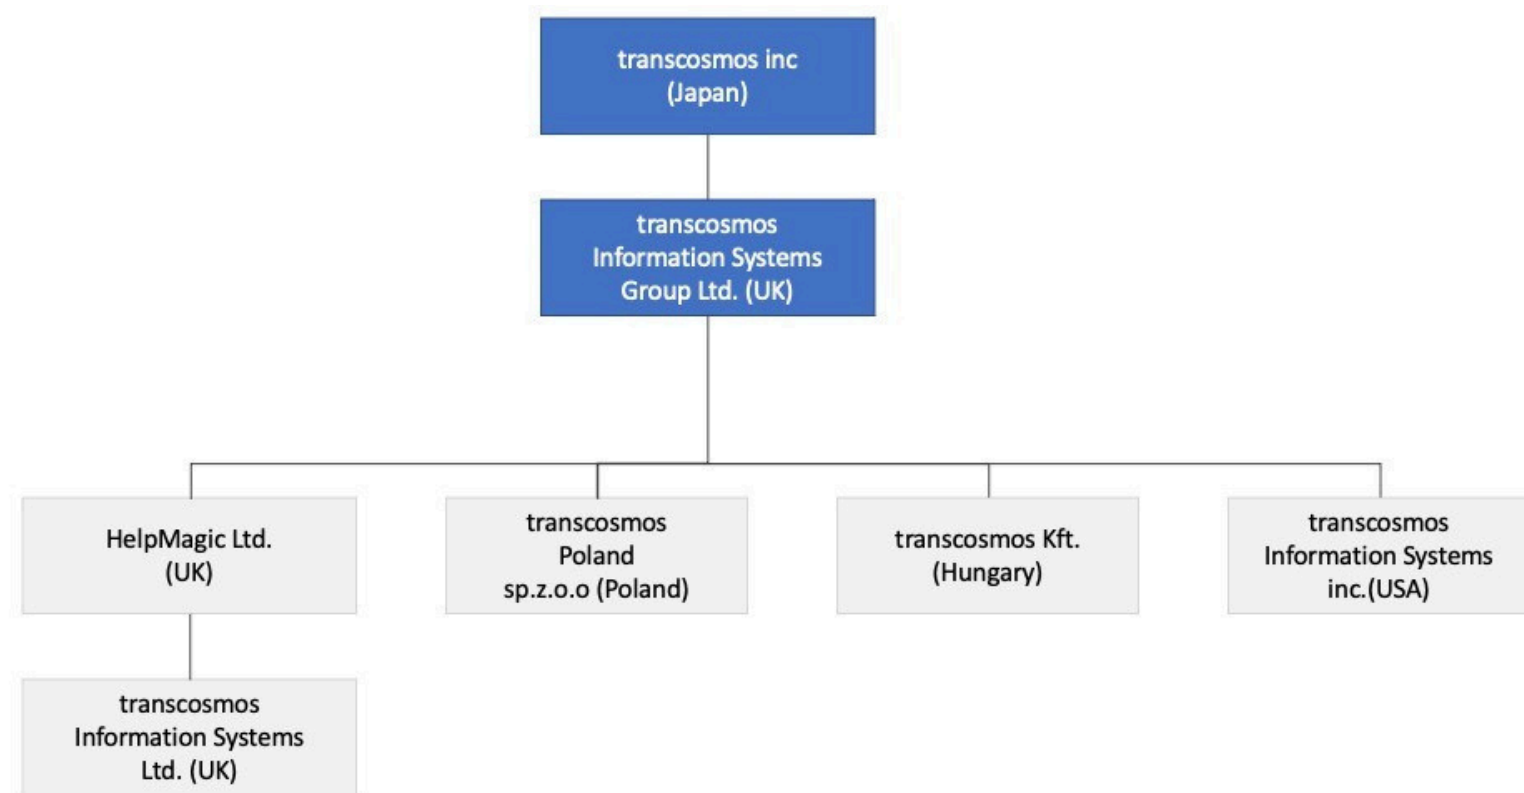 transcosmos inc
(Japan)
transcosmos
Information Systems
Group Ltd. (UK)
HelpMagic Ltd.
(UK)
transcosmos
Poland
sp.z.o.o (Poland)
transcosmos Kft.
(Hungary)
transcosmos
Information Systems
inc.(USA)
transcosmos
Information Systems
Ltd. (UK)